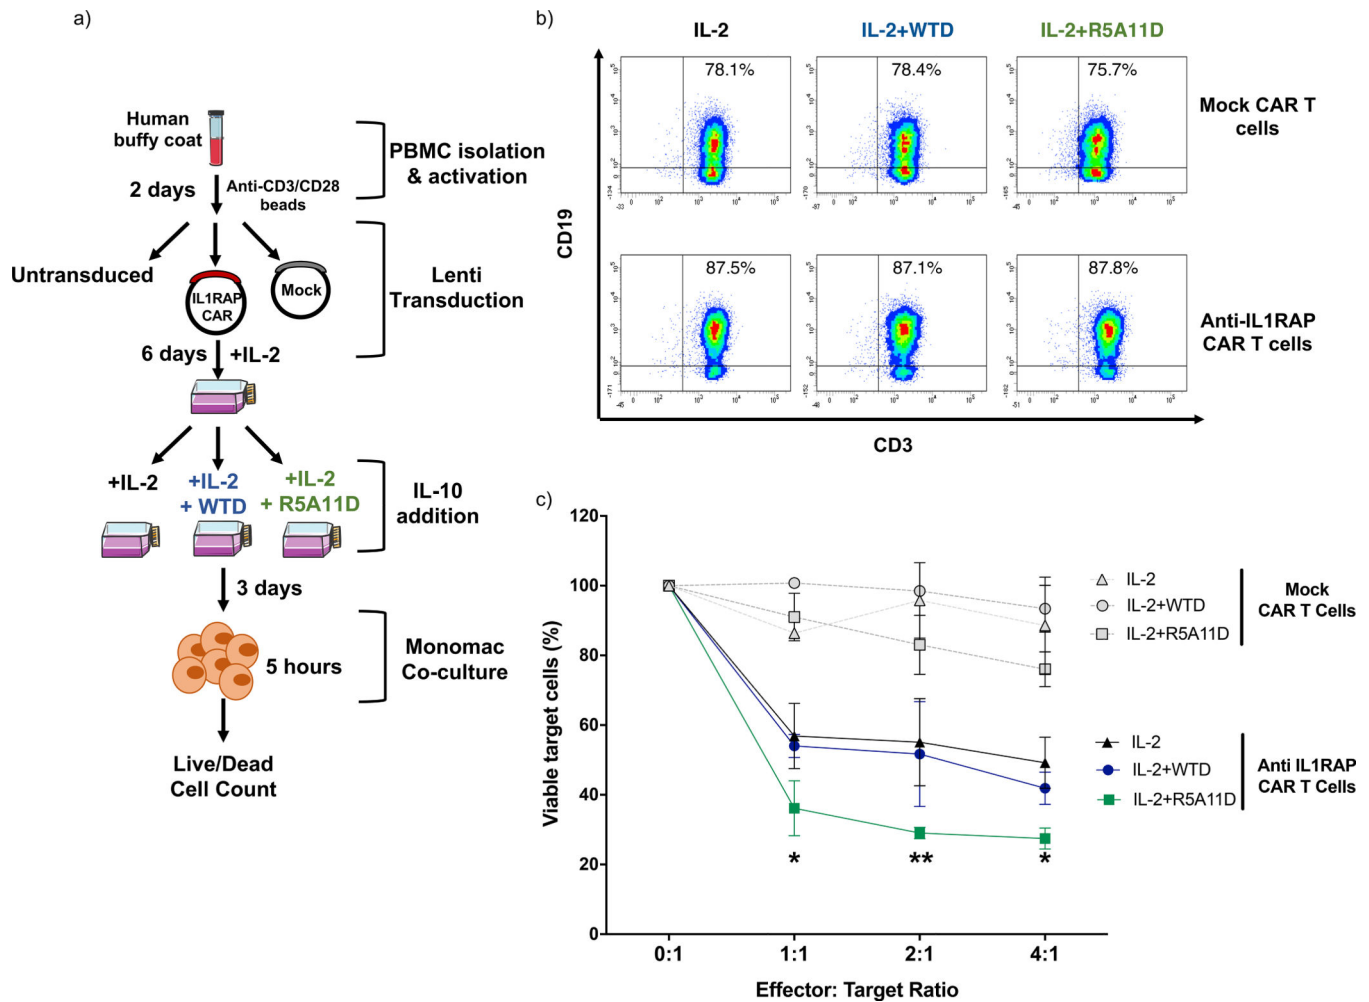 a)
Human
buffy coat
2 days
Anti-CD3/CD28
beads
PBMC isolation
& activation
Untransduced
IL1RAP
CAR
Mock
Lenti
Transduction
6 days
+IL-2
+IL-2
+IL-2
+ WTD
+IL-2
+ R5A11D
IL-10
addition
3 days
5 hours
Monomac
Co-culture
Live/Dead
Cell Count
b)
IL-2
IL-2+WTD
IL-2+R5A11D
78.1%
78.4%
75.7%
Mock CAR T
cells
87.5%
87.1%
87.8%
Anti-IL1RAP
CAR T cells
CD19
CD3
c)
120
100
80
60
40
20
0
Viable target cells (%)
0:1
1:1
2:1
4:1
Effector: Target Ratio
*
**
*
IL-2
IL-2+WTD
IL-2+R5A11D
Mock
CAR T Cells
IL-2
IL-2+WTD
IL-2+R5A11D
Anti IL1RAP
CAR T Cells